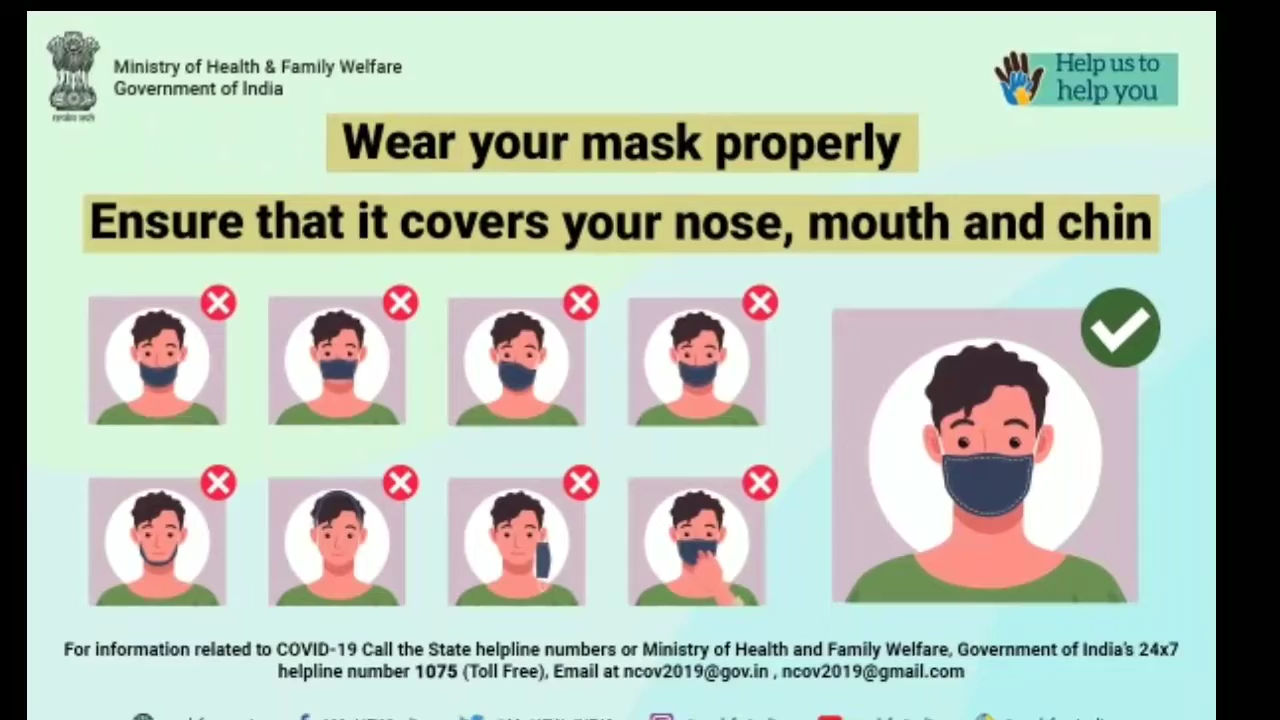 Ministry of Health & Family Welfare
Government of India
Help us to
help you
Wear your mask properly
Ensure that it covers your nose, mouth and chin
For information related to COVID-19 Call the State helpline numbers or Ministry of Health and Family Welfare, Government of India's 24x7
helpline number 1075 (Toll Free), Email at ncov2019@gov.in , ncov2019@gmail.com